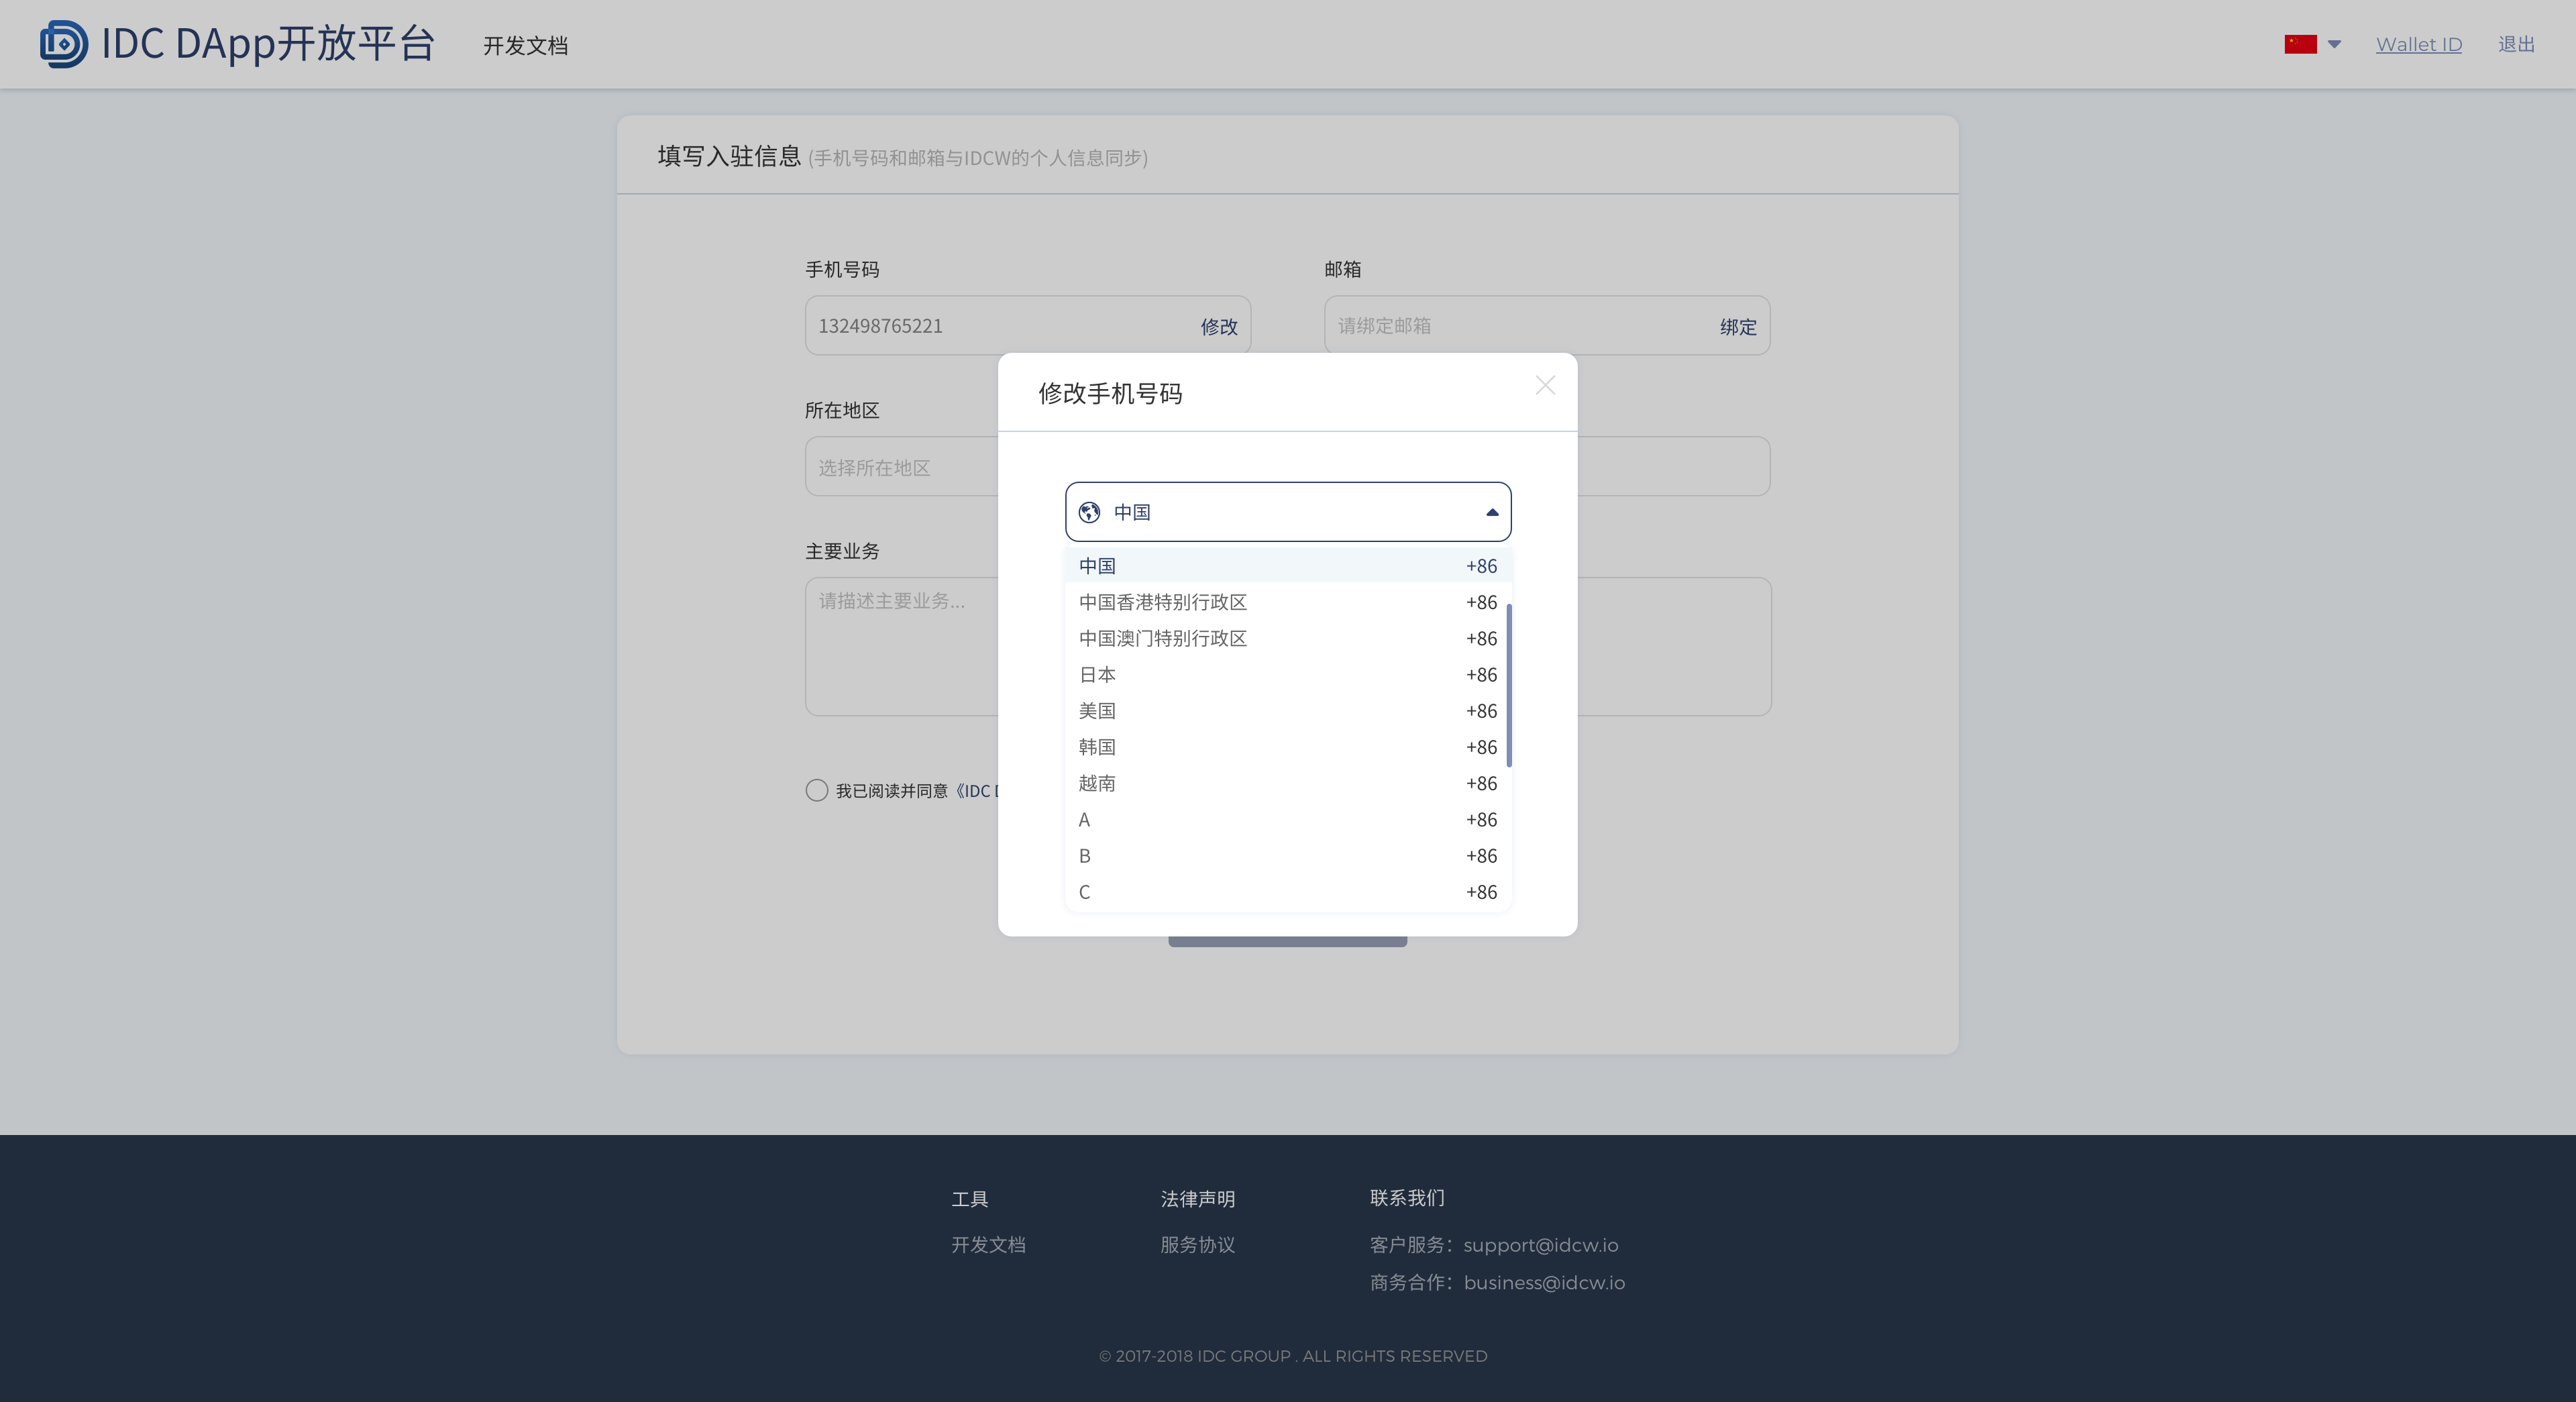 IDC DApp开放平台
开发文档
Wallet ID
退出
填写入驻信息 (手机号码和邮箱与IDCW的个人信息同步)
手机号码
邮箱
132498765221
修改
请绑定邮箱
绑定
所在地区
选择所在地区
主要业务
请描述主要业务...
我已阅读并同意《IDC
修改手机号码
中国
中国 +86
中国香港特别行政区 +86
中国澳门特别行政区 +86
日本 +86
美国 +86
韩国 +86
越南 +86
A +86
B +86
C +86
工具
开发文档
法律声明
服务协议
联系我们
客户服务：support@idcw.io
商务合作：business@idcw.io
© 2017-2018 IDC GROUP . ALL RIGHTS RESERVED